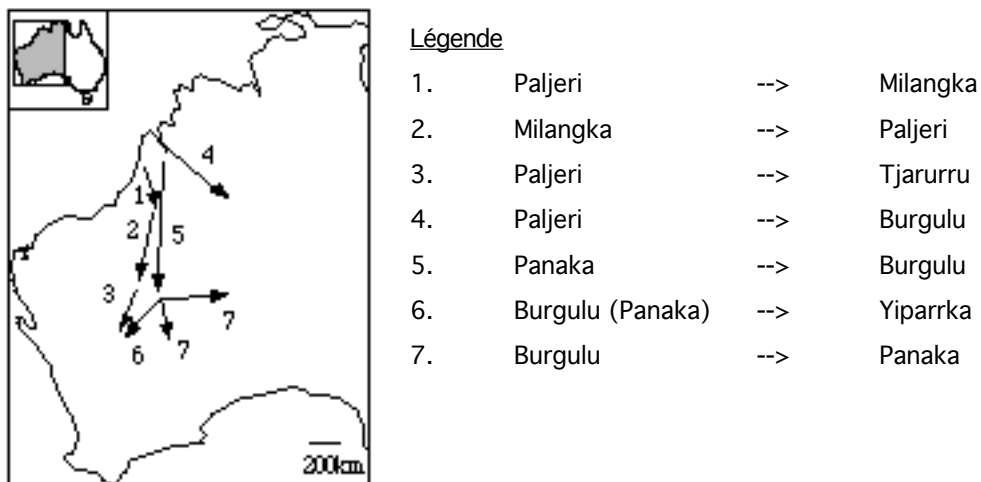 Légende
1. Paljeri --> Milangka
2. Milangka --> Paljeri
3. Paljeri --> Tjarurru
4. Paljeri --> Burgulu
5. Panaka --> Burgulu
6. Burgulu (Panaka) --> Yiparrka
7. Burgulu --> Panaka
4
1
2
5
3
7
6
7
200km